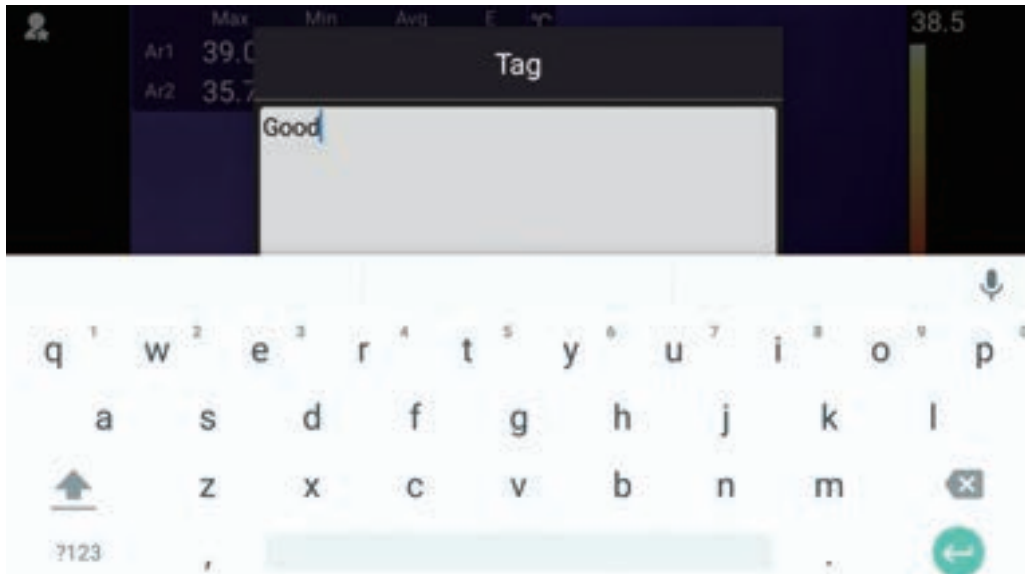 Max Min Avg E °C
38.5
Ar1 39.0
Ar2 35.7
Tag
Good
q 1 w 2 e 3 r 4 t 5 y 6 u 7 i 8 o 9 p 0
a s d f g h j k l
z x c v b n m
?123 , .